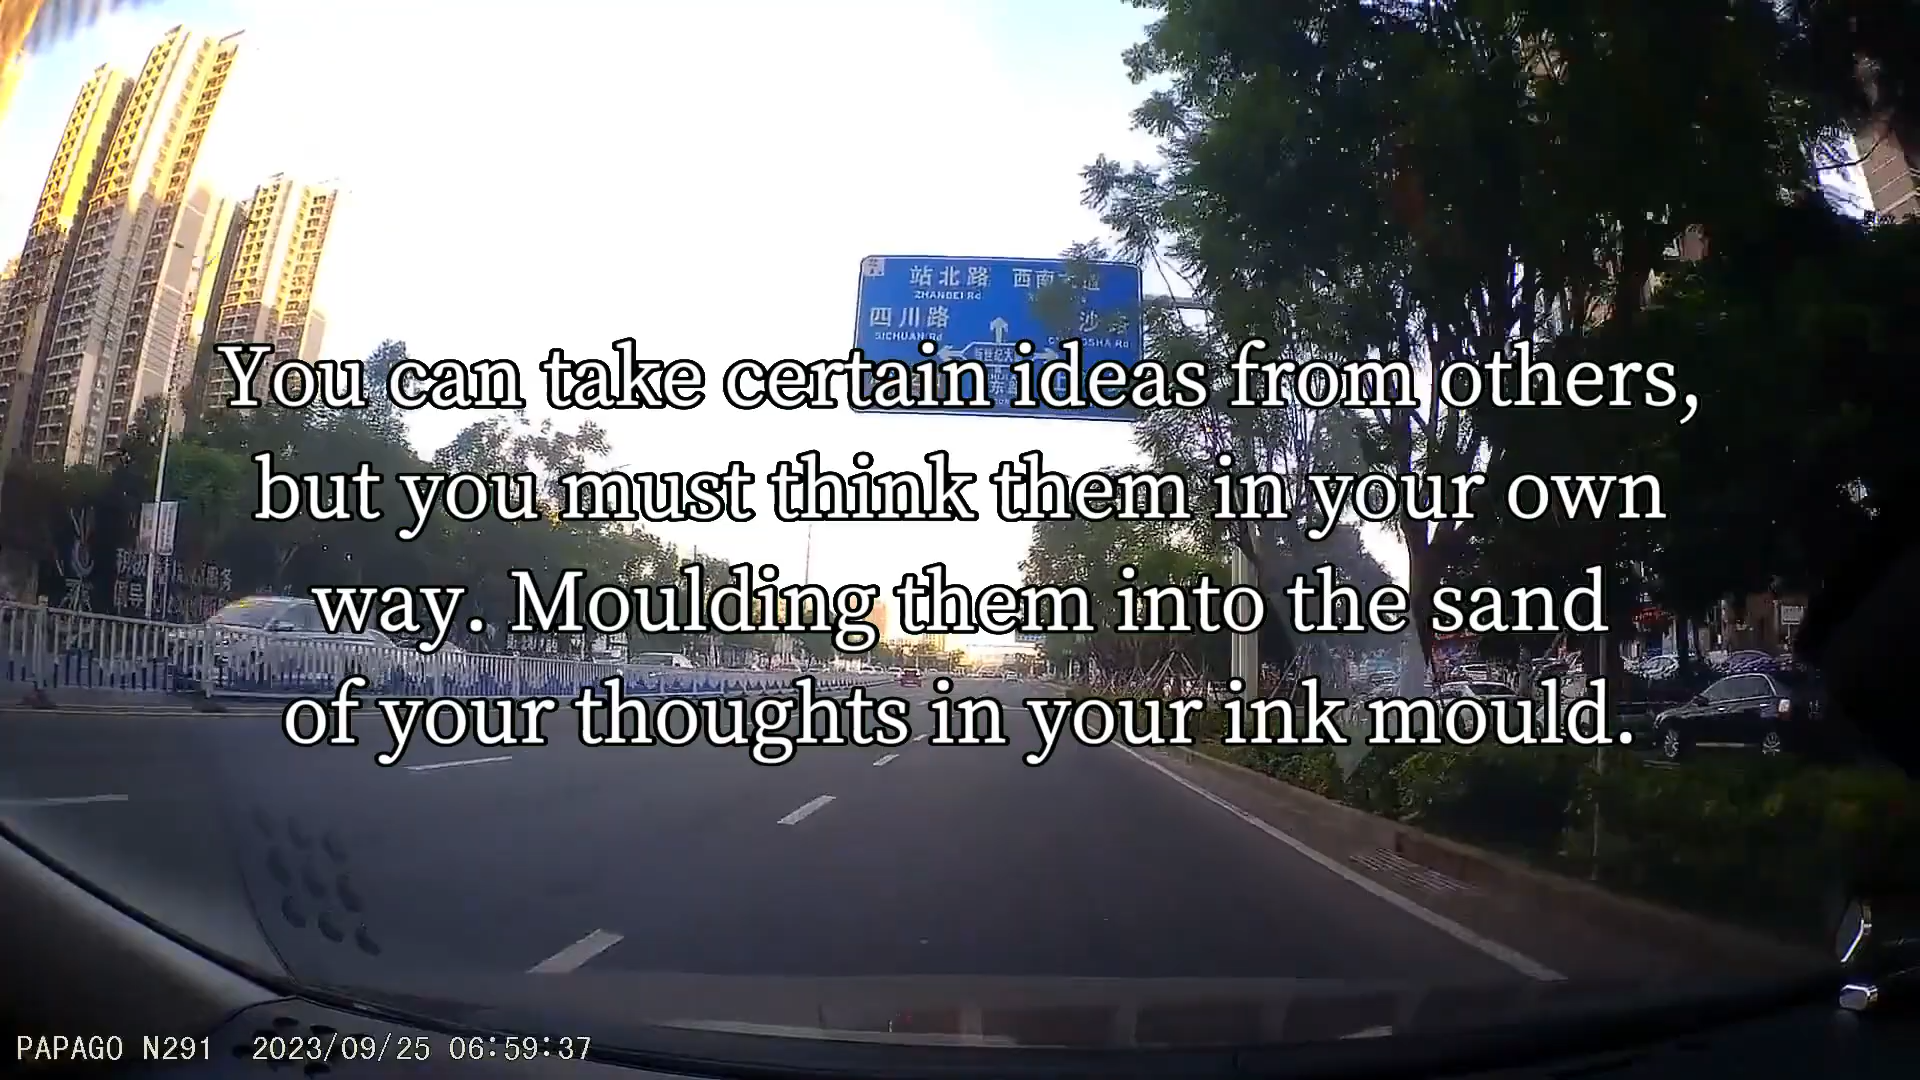 站北路 西南大道
ZHANBEI Rd
四川路
SICHUAN Rd
You can take certain ideas from others,
but you must think them in your own
way. Moulding them into the sand
of your thoughts in your ink mould.
PAPAGO N291 2023/09/25 06:59:37